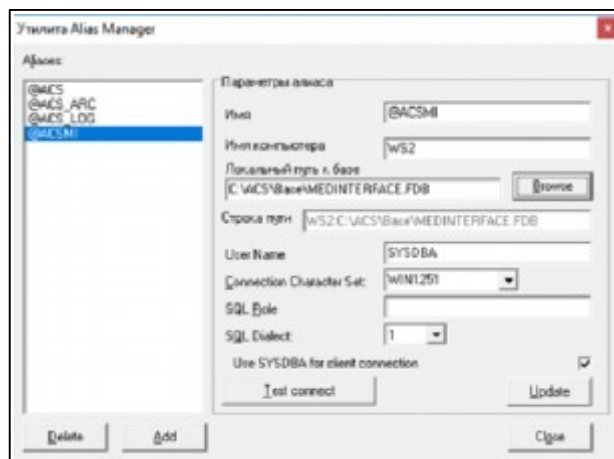 Утилита Alias Manager
Aliases:
@ACS
@ACS_ARC
@ACS_LOG
@ACSMI
Параметры алиаса
Имя
@ACSMI
Имя компьютера
WS2
Локальный путь к базе
C:\ACS\Base\MEDINTERFACE.FDB
Browse
Строка пути
WS2:C:\ACS\Base\MEDINTERFACE.FDB
User Name
SYSDBA
Connection Character Set:
WIN1251
SQL Role
SQL Dialect
1
Use SYSDBA for client connection
Test connect
Update
Delete
Add
Close